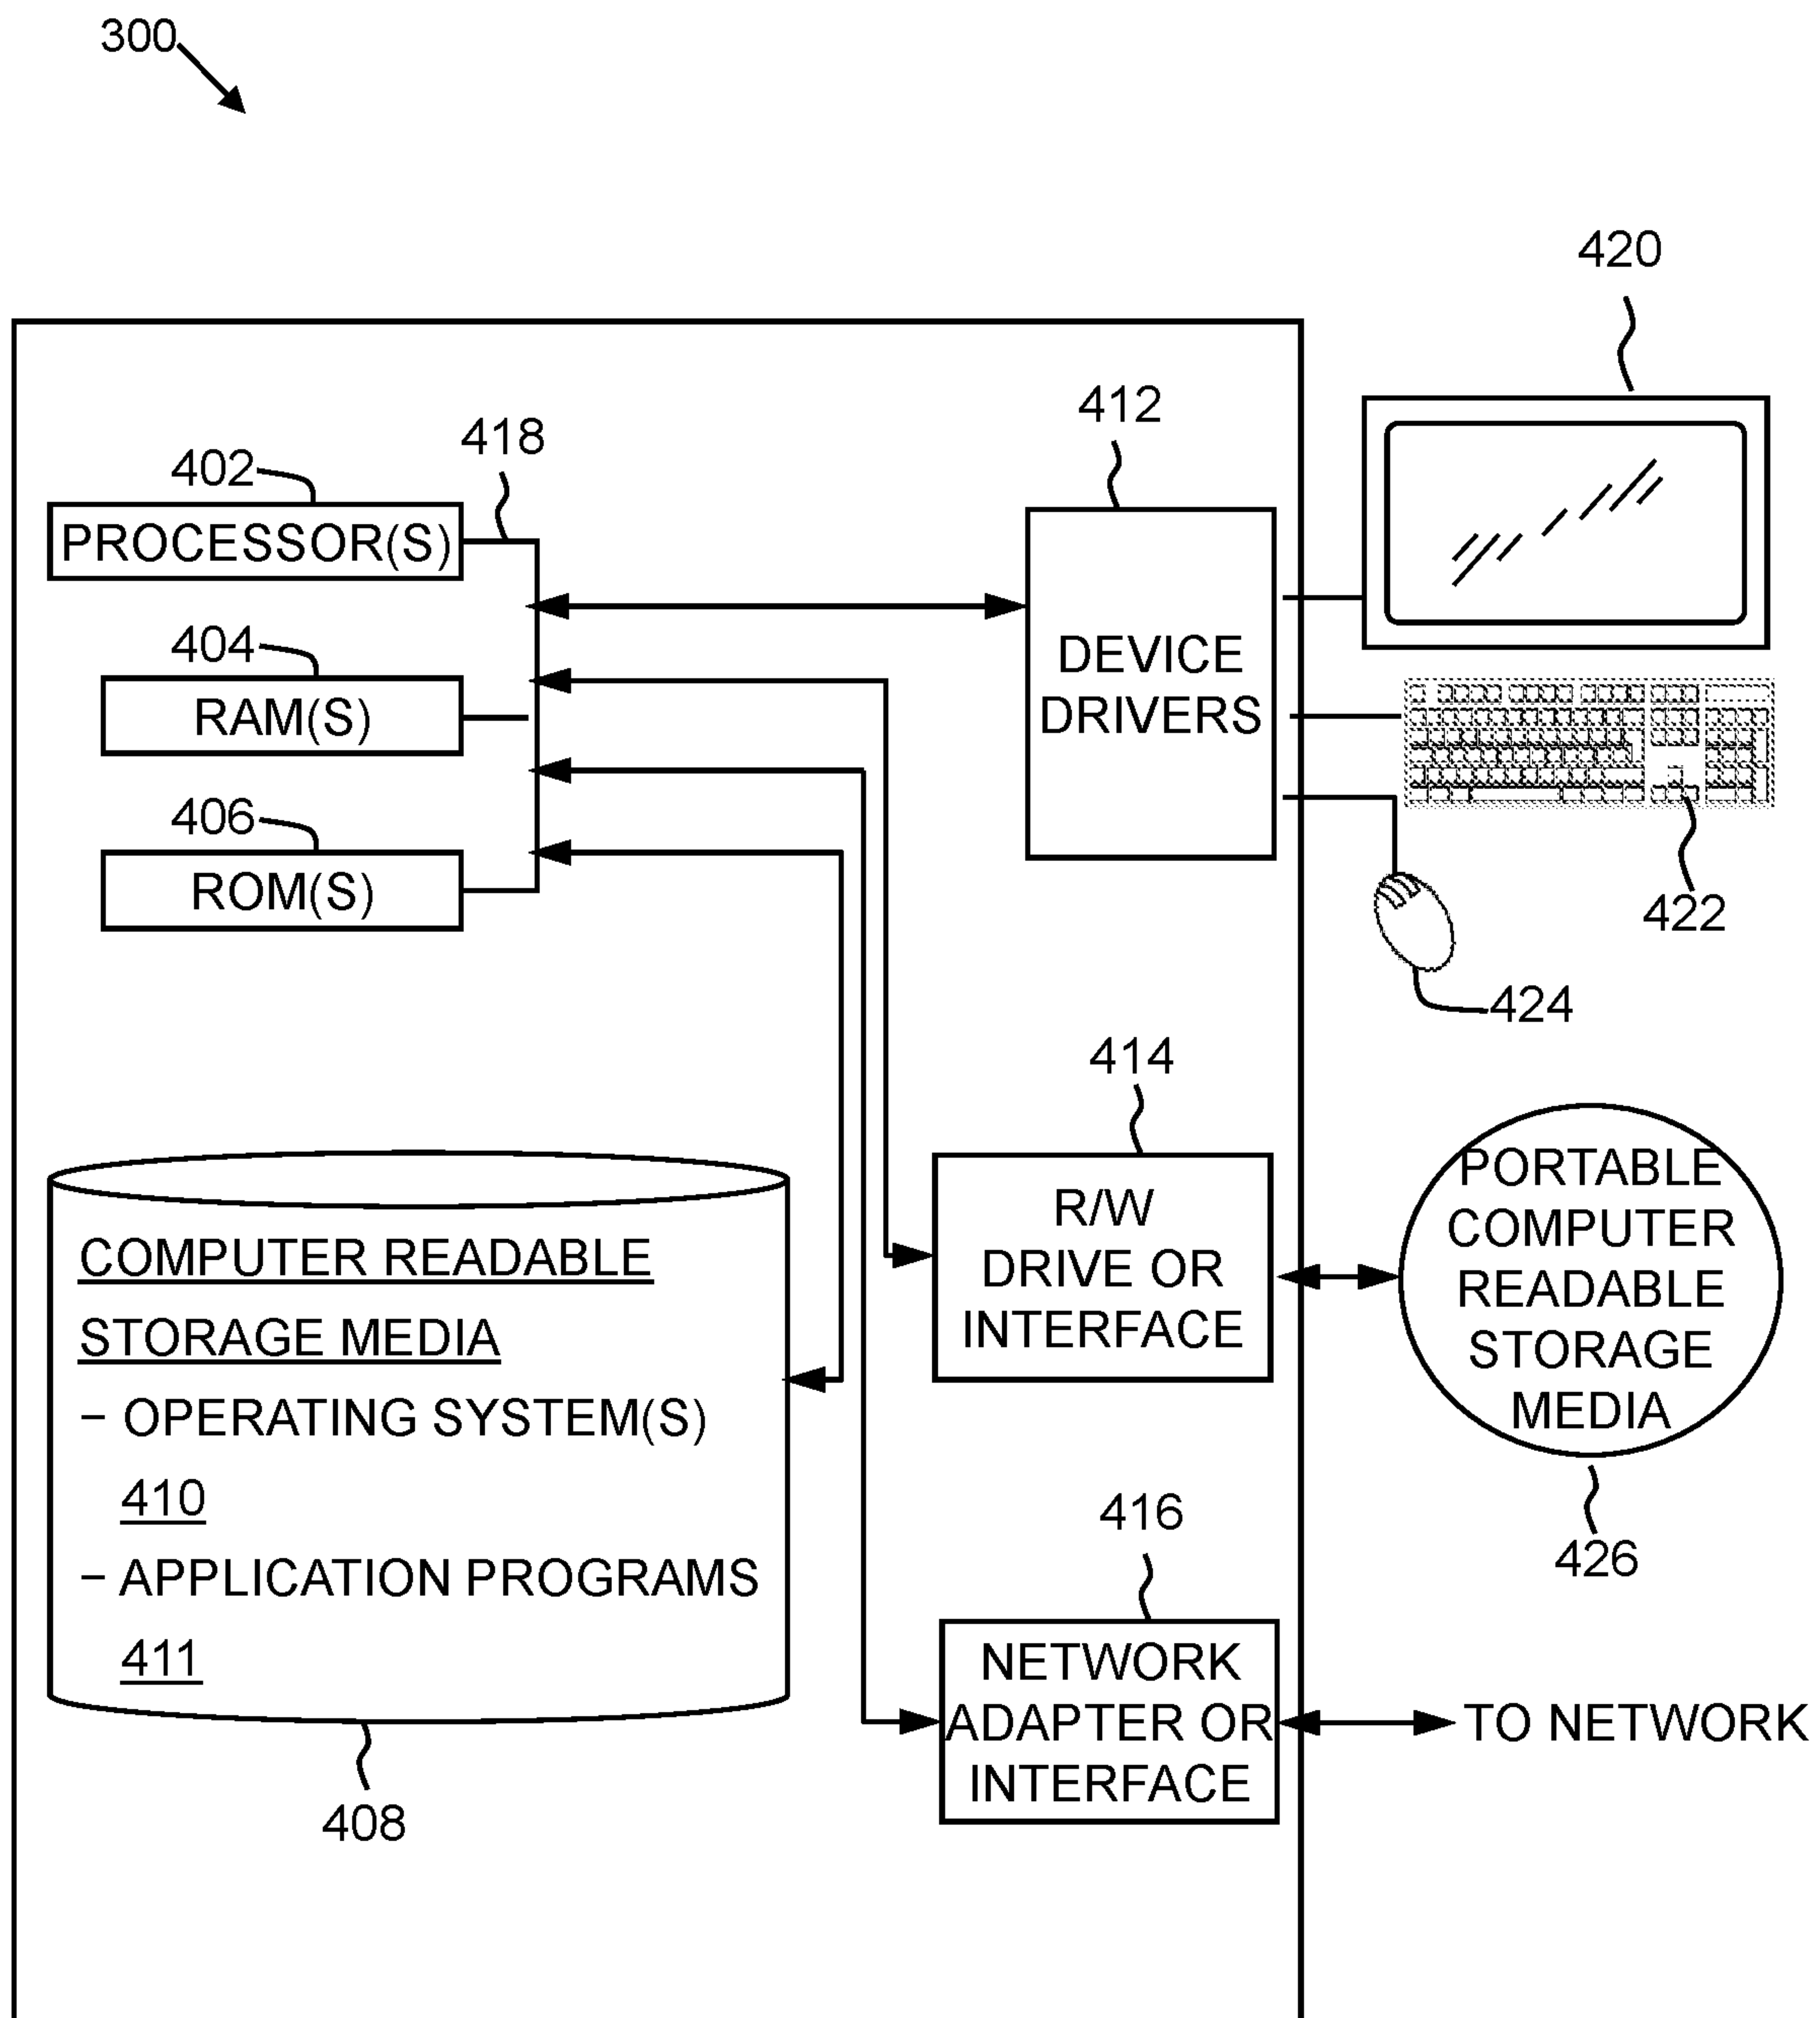 300
420
412
418
402
PROCESSOR(S)
404
RAM(S)
406
ROM(S)
DEVICE
DRIVERS
422
424
414
R/W
DRIVE OR
INTERFACE
PORTABLE
COMPUTER
READABLE
STORAGE
MEDIA
426
COMPUTER READABLE
STORAGE MEDIA
– OPERATING SYSTEM(S)
410
– APPLICATION PROGRAMS
411
408
416
NETWORK
ADAPTER OR
INTERFACE
TO NETWORK